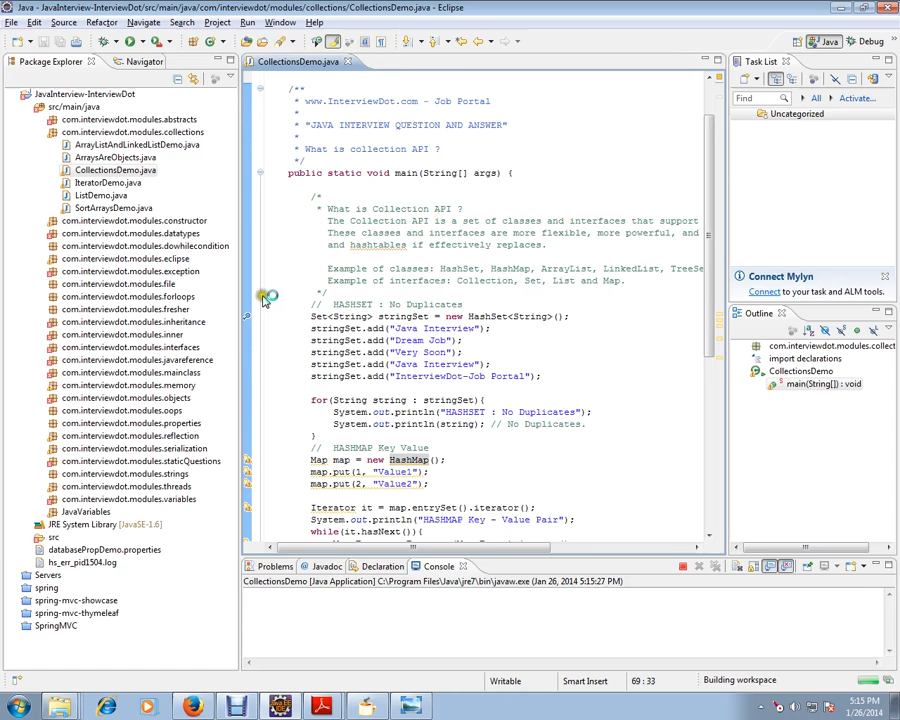 Java - JavaInterview-InterviewDot/src/main/java/com/interviewdot/modules/collections/CollectionsDemo.java - Eclipse
File Edit Source Refactor Navigate Search Project Run Window Help
Java Debug
Package Explorer Navigator
JavaInterview-InterviewDot
src/main/java
com.interviewdot.modules.abstracts
com.interviewdot.modules.collections
ArrayListAndLinkedListDemo.java
ArraysAreObjects.java
CollectionsDemo.java
IteratorDemo.java
ListDemo.java
SortArraysDemo.java
com.interviewdot.modules.constructor
com.interviewdot.modules.datatypes
com.interviewdot.modules.dowhilecondition
com.interviewdot.modules.eclipse
com.interviewdot.modules.exception
com.interviewdot.modules.file
com.interviewdot.modules.forloops
com.interviewdot.modules.fresher
com.interviewdot.modules.inheritance
com.interviewdot.modules.inner
com.interviewdot.modules.interfaces
com.interviewdot.modules.javareference
com.interviewdot.modules.mainclass
com.interviewdot.modules.memory
com.interviewdot.modules.objects
com.interviewdot.modules.oops
com.interviewdot.modules.properties
com.interviewdot.modules.reflection
com.interviewdot.modules.serialization
com.interviewdot.modules.staticQuestions
com.interviewdot.modules.strings
com.interviewdot.modules.threads
com.interviewdot.modules.variables
JavaVariables
JRE System Library [JavaSE-1.6]
src
databasePropDemo.properties
hs_err_pid1504.log
Servers
spring
spring-mvc-showcase
spring-mvc-thymeleaf
SpringMVC
CollectionsDemo.java
/**
* www.InterviewDot.com - Job Portal
*
* "JAVA INTERVIEW QUESTION AND ANSWER"
*
* What is collection API ?
*/
public static void main(String[] args) {
/*
* What is Collection API ?
The Collection API is a set of classes and interfaces that support
These classes and interfaces are more flexible, more powerful, and
and hashtables if effectively replaces.
Example of classes: HashSet, HashMap, ArrayList, LinkedList, TreeSe
Example of interfaces: Collection, Set, List and Map.
*/
// HASHSET : No Duplicates
Set<String> stringSet = new HashSet<String>();
stringSet.add("Java Interview");
stringSet.add("Dream Job");
stringSet.add("Very Soon");
stringSet.add("Java Interview");
stringSet.add("InterviewDot-Job Portal");
for(String string : stringSet){
System.out.println("HASHSET : No Duplicates");
System.out.println(string); // No Duplicates.
}
// HASHMAP Key Value
Map map = new HashMap();
map.put(1, "Value1");
map.put(2, "Value2");
Iterator it = map.entrySet().iterator();
System.out.println("HASHMAP Key - Value Pair");
while(it.hasNext()){
Task List
Find All Activate...
Uncategorized
Connect Mylyn
Connect to your task and ALM tools.
Outline
com.interviewdot.modules.collect
import declarations
CollectionsDemo
main(String[]) : void
Problems Javadoc Declaration Console
CollectionsDemo [Java Application] C:\Program Files\Java\jre7\bin\javaw.exe (Jan 26, 2014 5:15:27 PM)
Writable Smart Insert 69 : 33 Building workspace
5:15 PM
1/26/2014